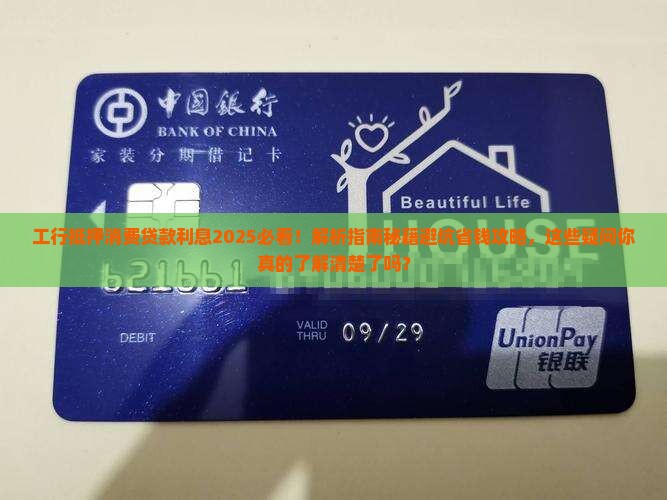 中国银行
BANK OF CHINA
家装分期借记卡
Beautiful Life
HOUSE
工行抵押消费贷款利息2025必看！解析指南秘籍避坑省钱攻略，这些疑问你
真的了解清楚了吗？
621661
DEBIT
VALID
THRU
09/29
UnionPay
银联